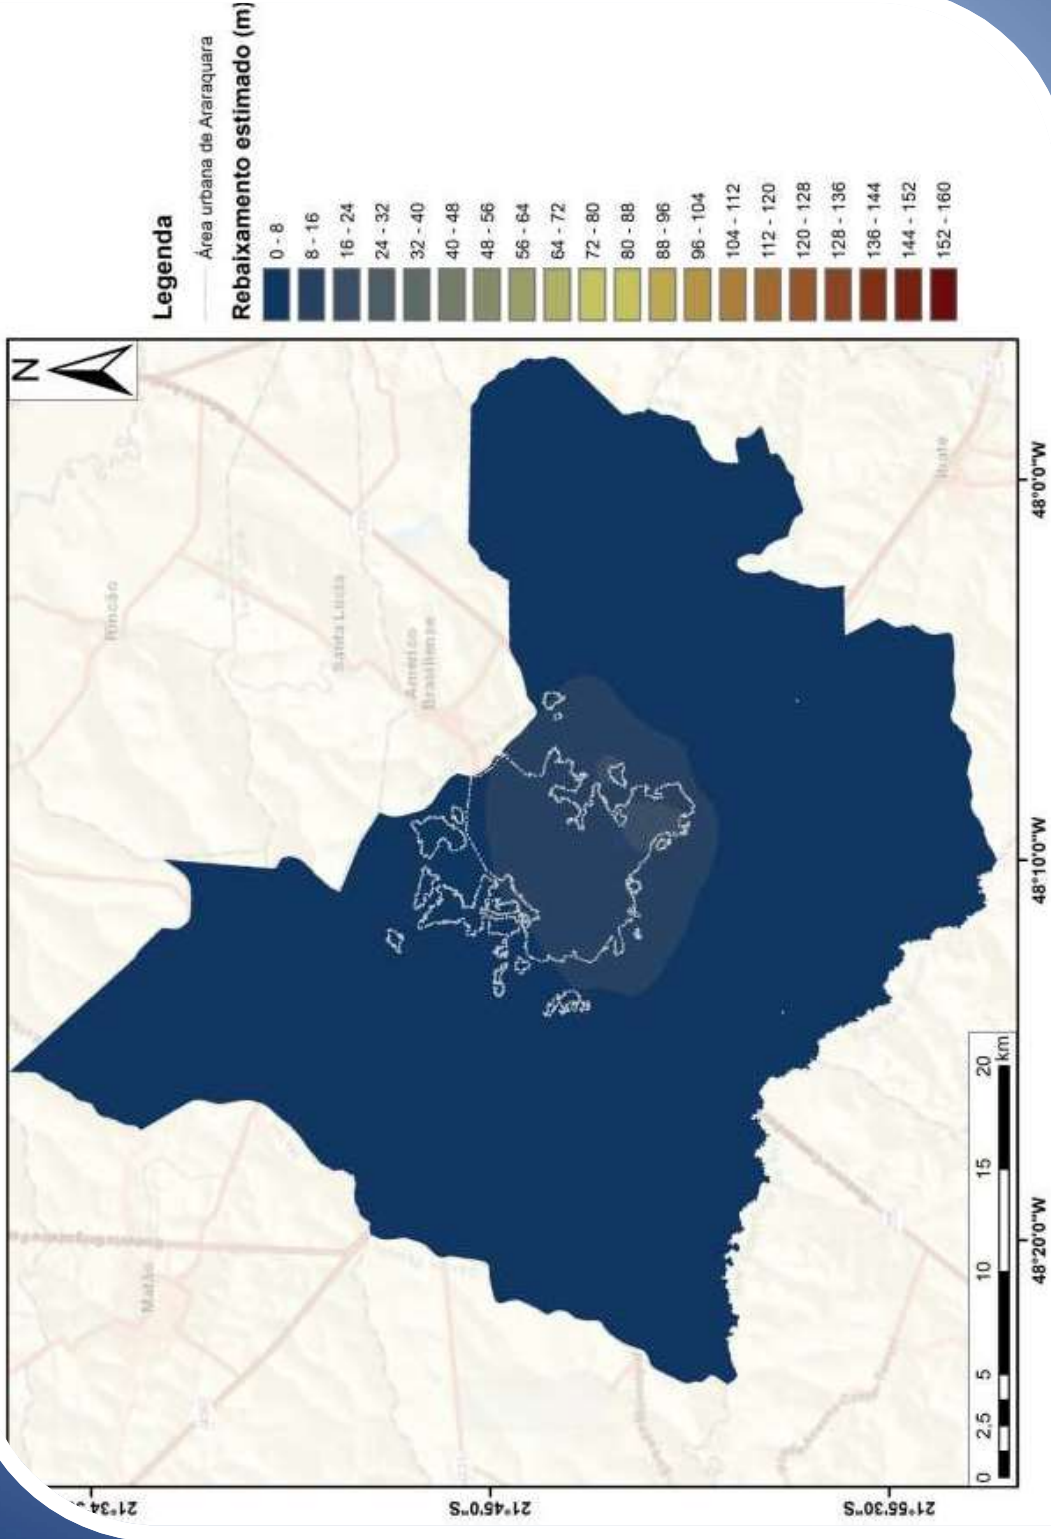 N
Rincão
Santa Lúcia
Américo
Brasiliense
Matão
Ibaté
21°45'0"S
21°55'30"S
48°20'0"W
48°10'0"W
48°0'0"W
0 2,5 5 10 15 20
km
Legenda
Área urbana de Araraquara
Rebaixamento estimado (m)
0 - 8
8 - 16
16 - 24
24 - 32
32 - 40
40 - 48
48 - 56
56 - 64
64 - 72
72 - 80
80 - 88
88 - 96
96 - 104
104 - 112
112 - 120
120 - 128
128 - 136
136 - 144
144 - 152
152 - 160